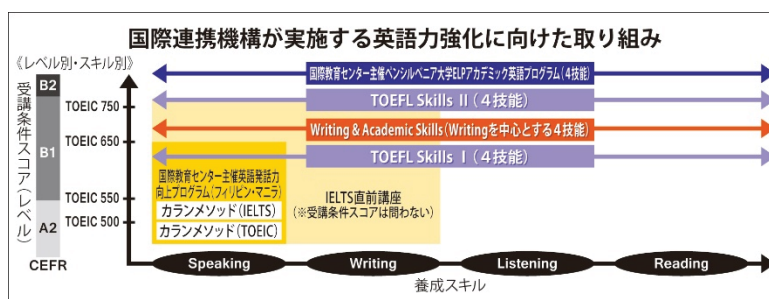 国際連携機構が実施する英語力強化に向けた取り組み
《レベル別・スキル別》
受講条件スコア(レベル)
B2
B1
A2
CEFR
TOEIC 750
TOEIC 650
TOEIC 550
TOEIC 500
国際教育センター主催ペンシルベニア大学ELPアカデミック英語プログラム(4技能)
TOEFL Skills II(4技能)
Writing & Academic Skills(Writingを中心とする4技能)
TOEFL Skills I(4技能)
国際教育センター主催英語発話力
向上プログラム(フィリピン・マニラ)
カランメソッド(IELTS)
カランメソッド(TOEIC)
IELTS直前講座
(※受講条件スコアは問わない)
Speaking
Writing
Listening
Reading
養成スキル